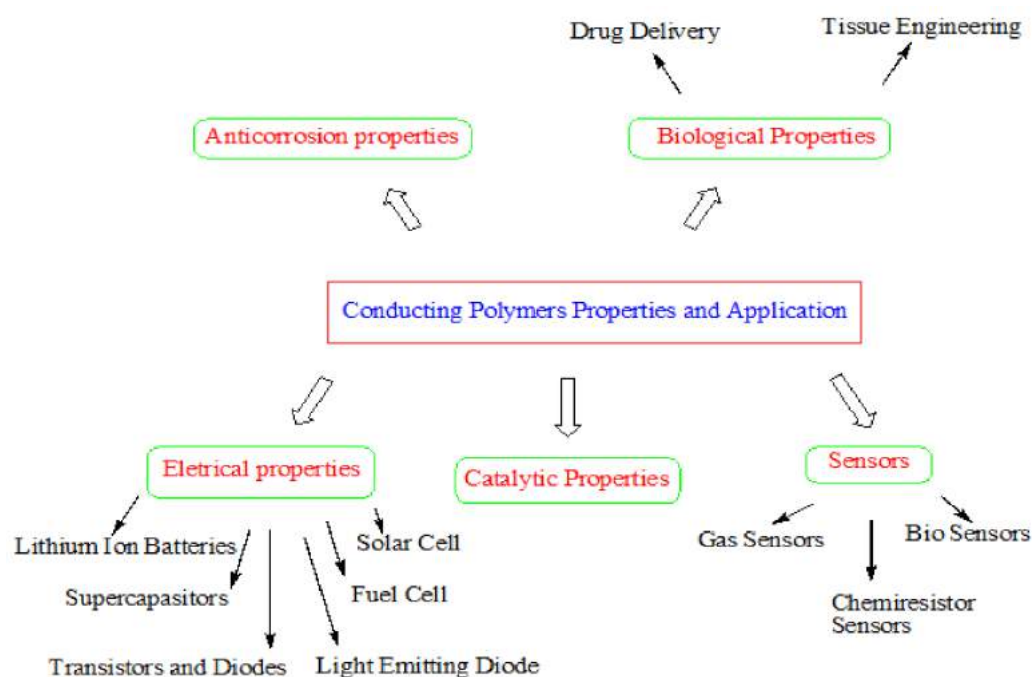 Drug Delivery
Tissue Engineering
Anticorrosion properties
Biological Properties
Conducting Polymers Properties and Application
Eletrical properties
Catalytic Properties
Sensors
Lithium Ion Batteries
Solar Cell
Gas Sensors
Bio Sensors
Supercapasitors
Fuel Cell
Chemiresistor
Sensors
Transistors and Diodes
Light Emitting Diode